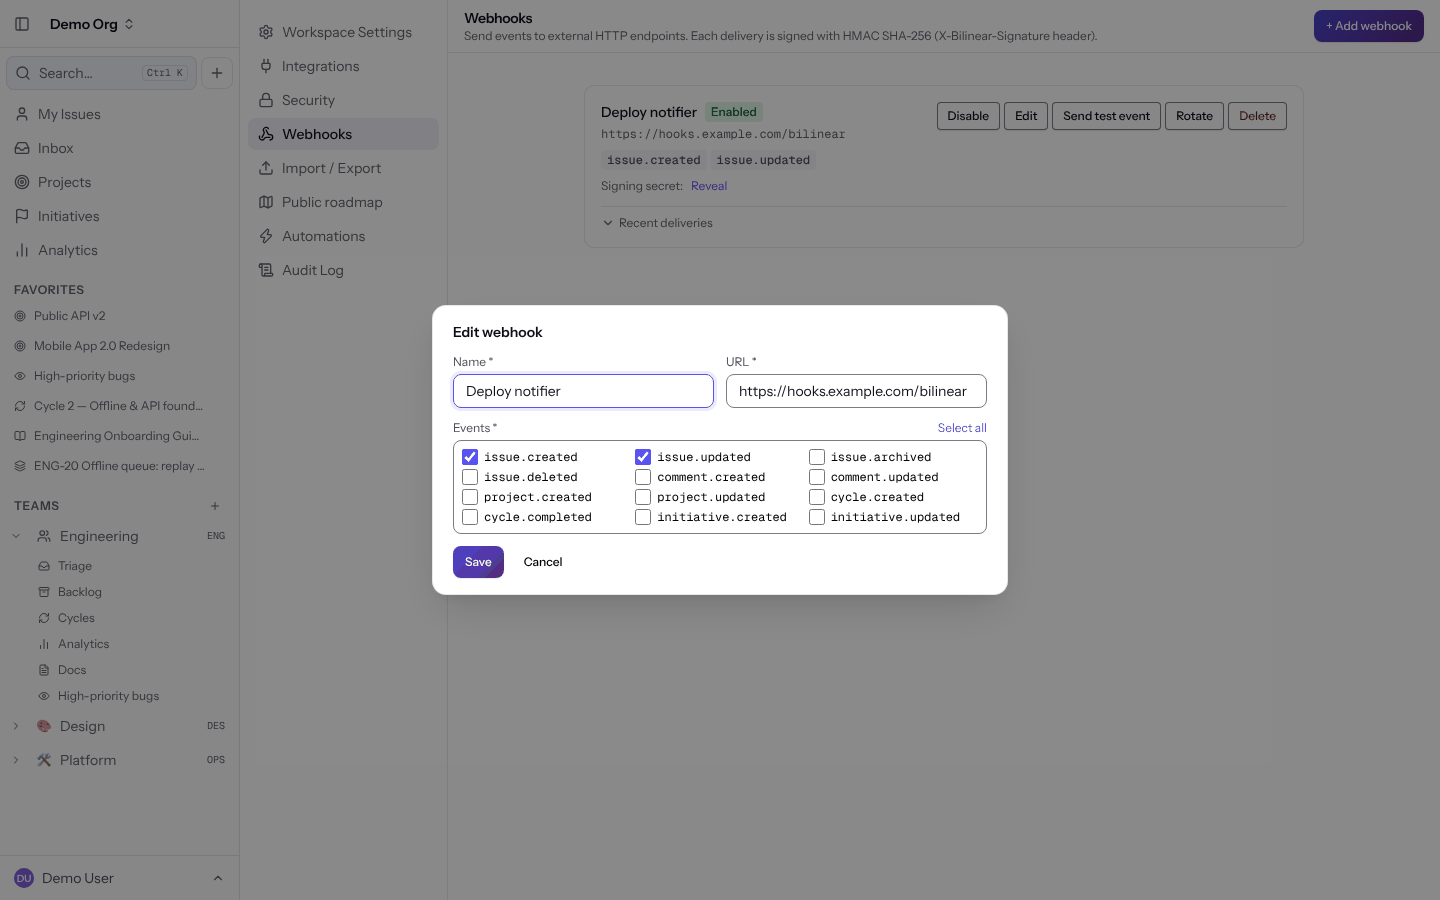 Demo Org
Search...
Ctrl K
My Issues
Inbox
Projects
Initiatives
Analytics
FAVORITES
Public API v2
Mobile App 2.0 Redesign
High-priority bugs
Cycle 2 — Offline & API found...
Engineering Onboarding Gui...
ENG-20 Offline queue: replay ...
TEAMS
Engineering ENG
Triage
Backlog
Cycles
Analytics
Docs
High-priority bugs
Design DES
Platform OPS
DU Demo User
Workspace Settings
Integrations
Security
Webhooks
Import / Export
Public roadmap
Automations
Audit Log
Webhooks
Send events to external HTTP endpoints. Each delivery is signed with HMAC SHA-256 (X-Bilinear-Signature header).
+ Add webhook
Deploy notifier Enabled
Disable Edit Send test event Rotate Delete
https://hooks.example.com/bilinear
issue.created issue.updated
Signing secret: Reveal
Recent deliveries
Edit webhook
Name * URL *
Deploy notifier https://hooks.example.com/bilinear
Events * Select all
issue.created issue.updated issue.archived
issue.deleted comment.created comment.updated
project.created project.updated cycle.created
cycle.completed initiative.created initiative.updated
Save Cancel